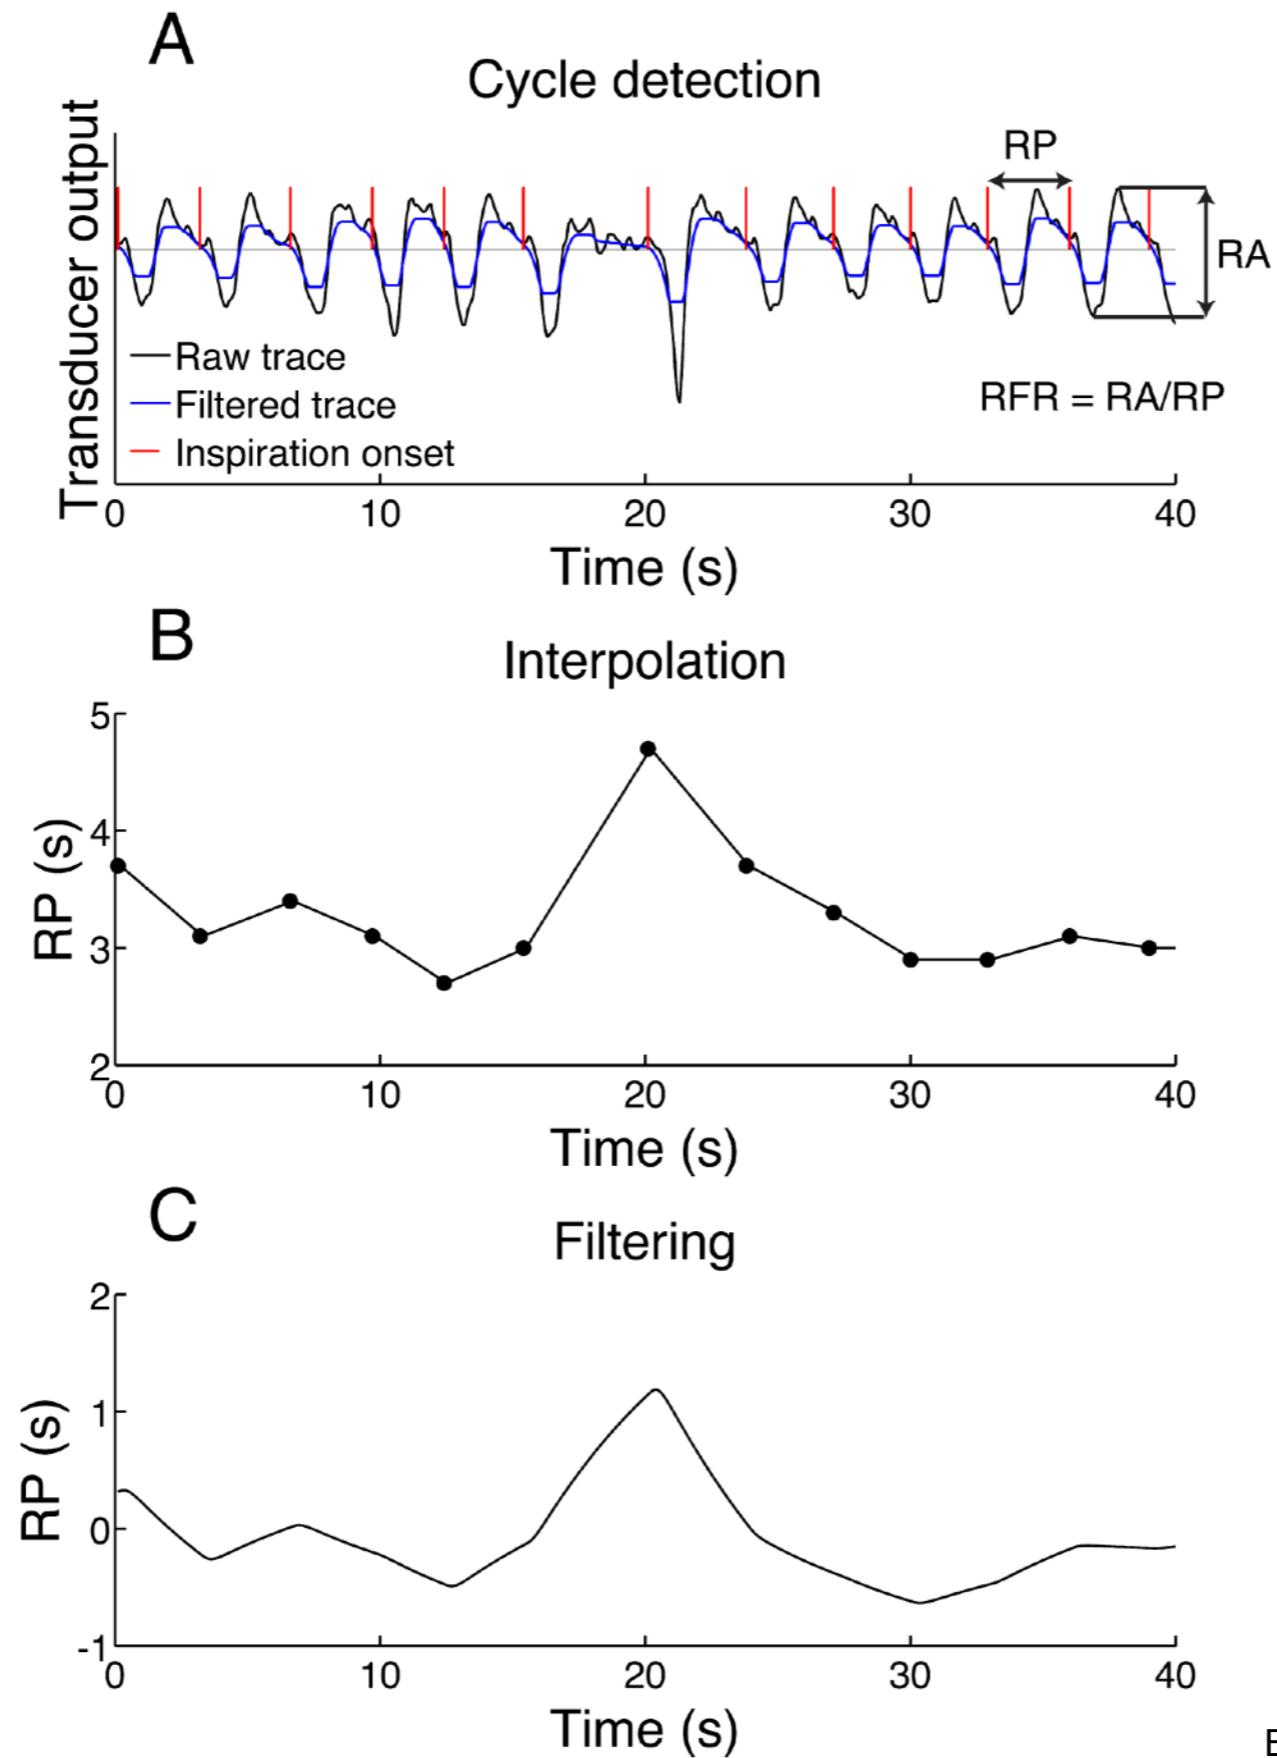 A
Cycle detection
Transducer output
RP
RA
Raw trace
Filtered trace
Inspiration onset
RFR = RA/RP
0 10 20 30 40
Time (s)
B
Interpolation
RP (s)
5
4
3
2
0 10 20 30 40
Time (s)
C
Filtering
RP (s)
2
1
0
-1
0 10 20 30 40
Time (s)